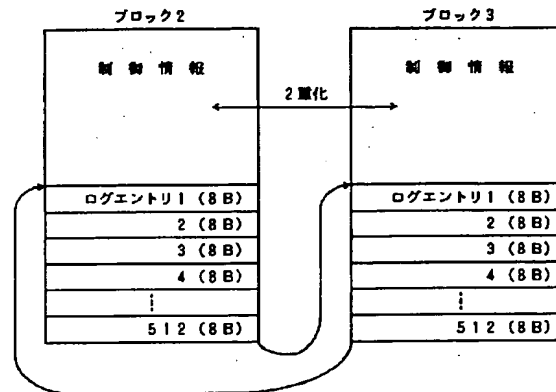 ブロック2
制御情報
ログエントリ1 (8B)
2 (8B)
3 (8B)
4 (8B)
512 (8B)
2重化
ブロック3
制御情報
ログエントリ1 (8B)
2 (8B)
3 (8B)
4 (8B)
512 (8B)